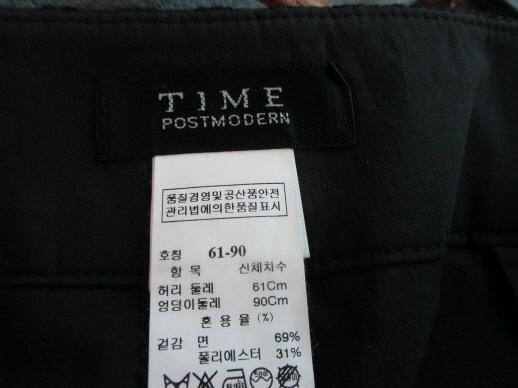 TIME
POSTMODERN
품질경영및공산품안전
관리법에의한품질표시
호칭 61-90
항 목 신체치수
허리 둘레 61Cm
엉덩이둘레 90Cm
혼 용 율 (%)
겉감 면 69%
폴리에스터 31%